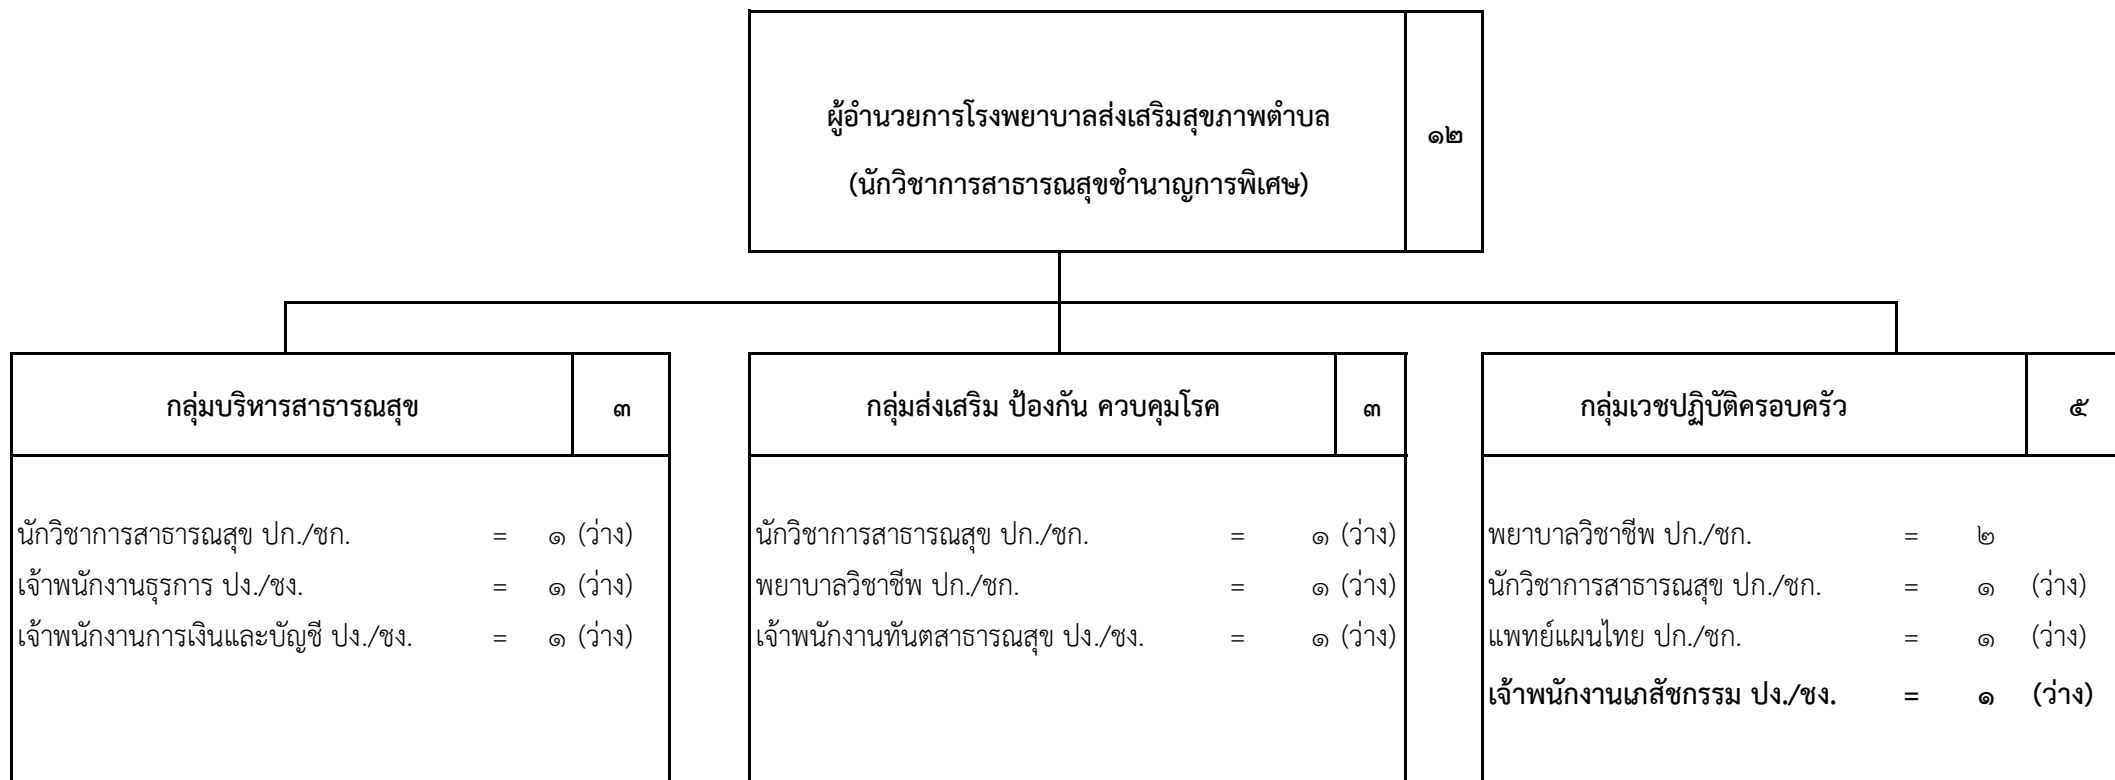 ผู้อำนวยการโรงพยาบาลส่งเสริมสุขภาพตำบล
(นักวิชาการสาธารณสุขชำนาญการพิเศษ)
๑๒
กลุ่มบริหารสาธารณสุข ๓
นักวิชาการสาธารณสุข ปก./ชก. = ๑ (ว่าง)
เจ้าพนักงานธุรการ ปง./ชง. = ๑ (ว่าง)
เจ้าพนักงานการเงินและบัญชี ปง./ชง. = ๑ (ว่าง)
กลุ่มส่งเสริม ป้องกัน ควบคุมโรค ๓
นักวิชาการสาธารณสุข ปก./ชก. = ๑ (ว่าง)
พยาบาลวิชาชีพ ปก./ชก. = ๑ (ว่าง)
เจ้าพนักงานทันตสาธารณสุข ปง./ชง. = ๑ (ว่าง)
กลุ่มเวชปฏิบัติครอบครัว ๕
พยาบาลวิชาชีพ ปก./ชก. = ๒
นักวิชาการสาธารณสุข ปก./ชก. = ๑ (ว่าง)
แพทย์แผนไทย ปก./ชก. = ๑ (ว่าง)
เจ้าพนักงานเภสัชกรรม ปง./ชง. = ๑ (ว่าง)